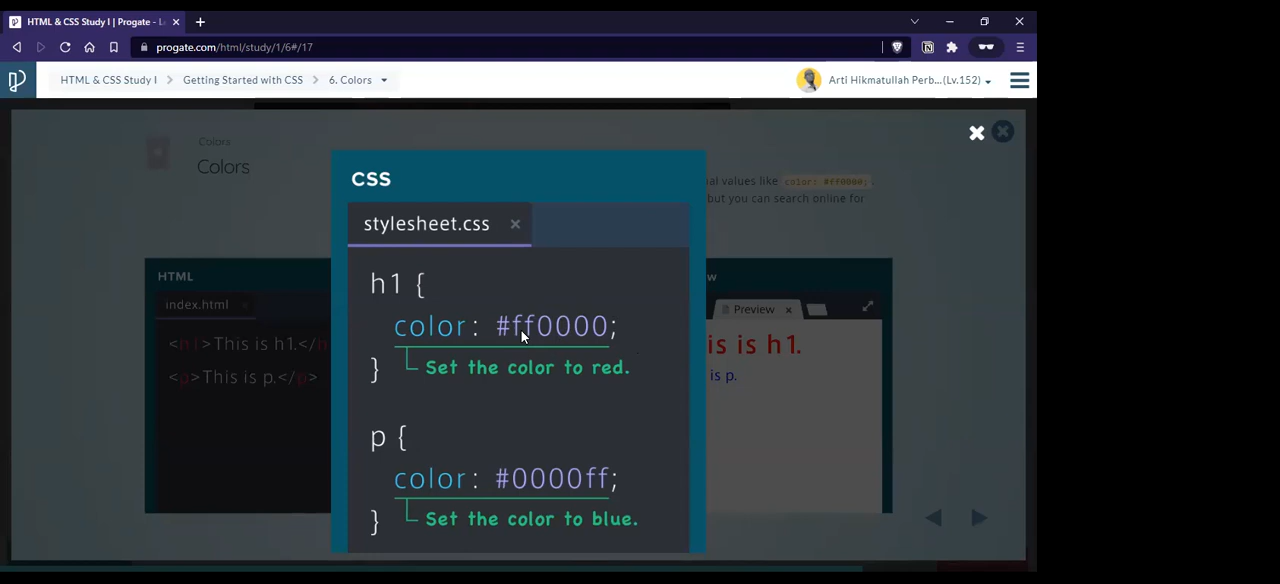 HTML & CSS Study I | Progate - L
progate.com/html/study/1/6#/17
HTML & CSS Study I
Getting Started with CSS
6. Colors
Arti Hikmatullah Perb...(Lv.152)
Colors
Colors
al values like color: #ff0000;.
but you can search online for
CSS
stylesheet.css
h1 {
color: #ff0000;
Set the color to red.
}
p {
color: #0000ff;
Set the color to blue.
}
HTML
index.html
<h1>This is h1.</h
<p>This is p.</p>
w
Preview
is is h1.
is p.